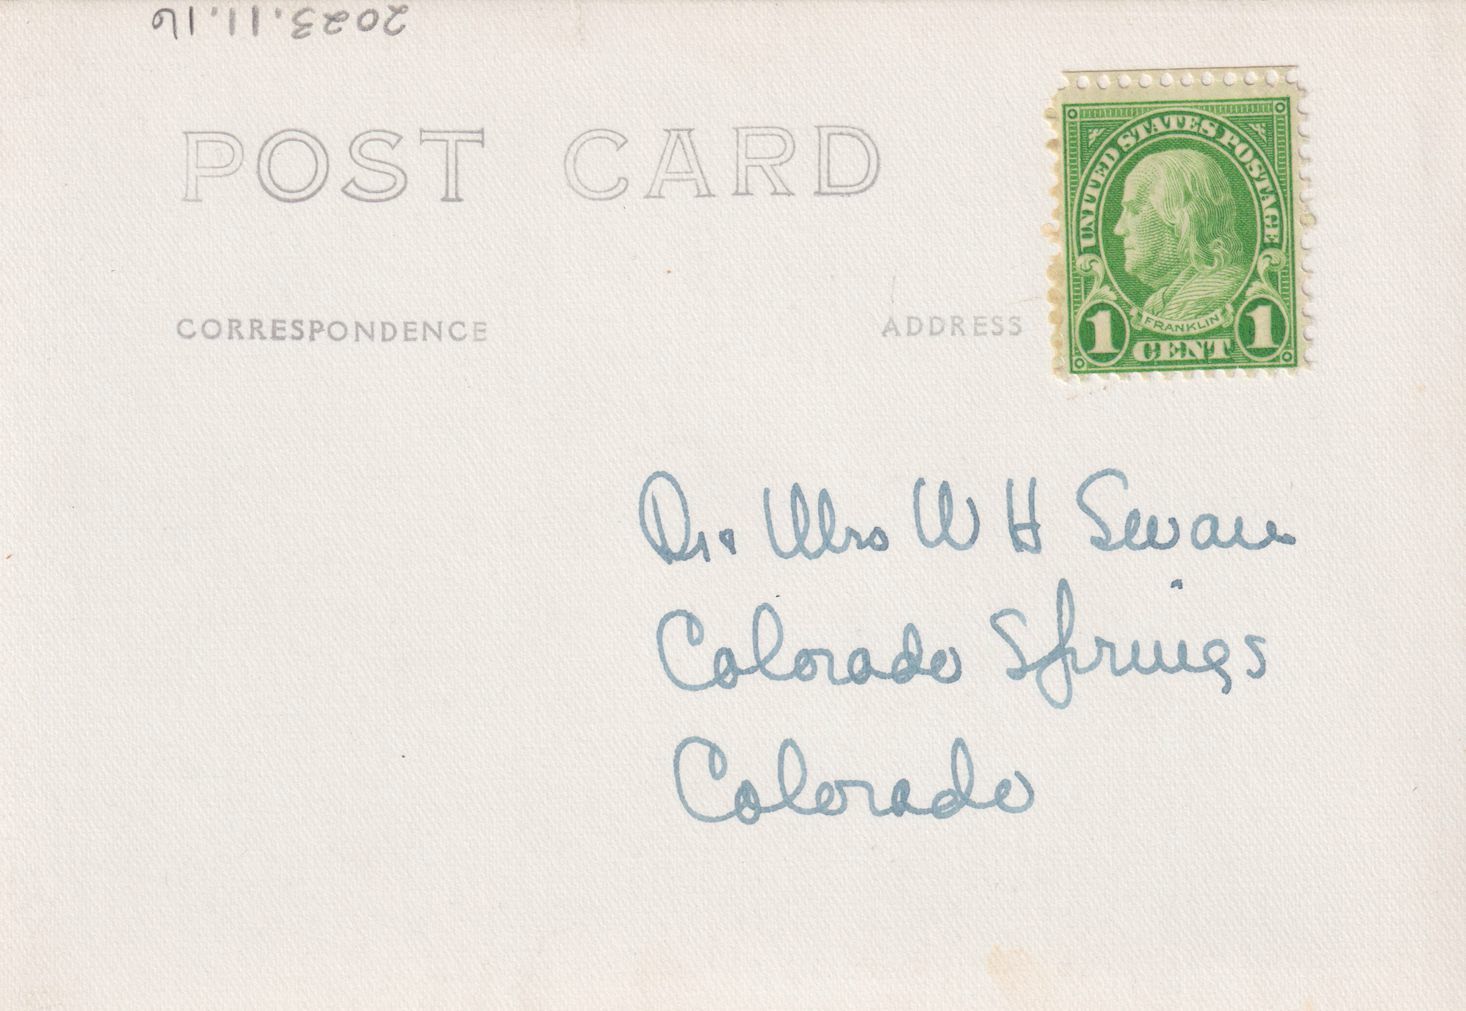 2023.11.16
POST CARD
UNITED STATES POSTAGE
FRANKLIN
1 CENT 1
CORRESPONDENCE
ADDRESS
Dr + Mrs W H Swan
Colorado Springs
Colorado